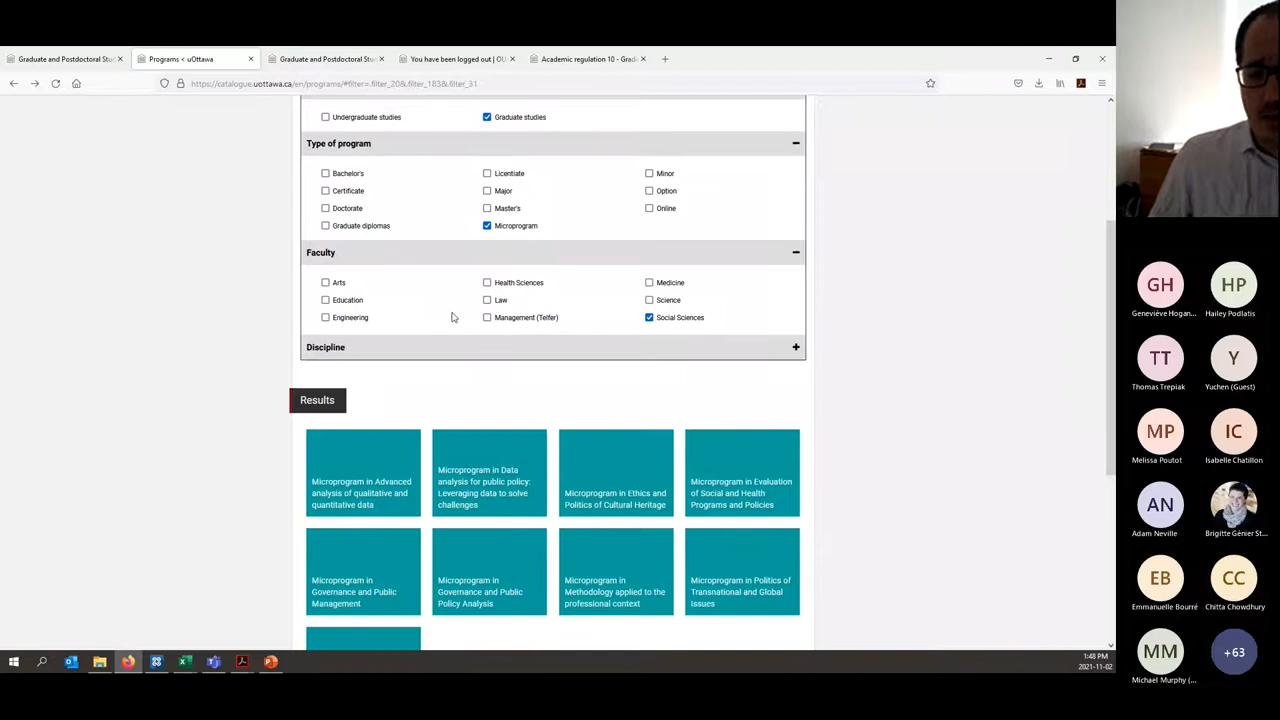 Graduate and Postdoctoral Stu
Programs < uOttawa
Graduate and Postdoctoral Stu
You have been logged out | OU
Academic regulation 10 - Grad
https://catalogue.uottawa.ca/en/programs/#filter=.filter_20&.filter_183&.filter_31
Undergraduate studies
Graduate studies
Type of program
Bachelor's
Licentiate
Minor
Certificate
Major
Option
Doctorate
Master's
Online
Graduate diplomas
Microprogram
Faculty
Arts
Health Sciences
Medicine
Education
Law
Science
Engineering
Management (Telfer)
Social Sciences
Discipline
Results
Microprogram in Advanced
analysis of qualitative and
quantitative data
Microprogram in Data
analysis for public policy:
Leveraging data to solve
challenges
Microprogram in Ethics and
Politics of Cultural Heritage
Microprogram in Evaluation
of Social and Health
Programs and Policies
Microprogram in
Governance and Public
Management
Microprogram in
Governance and Public
Policy Analysis
Microprogram in
Methodology applied to the
professional context
Microprogram in Politics of
Transnational and Global
Issues
1:48 PM
2021-11-02
GH
Geneviève Hogan...
HP
Hailey Podlatis
TT
Thomas Trepiak
Y
Yuchen (Guest)
MP
Melissa Poutot
IC
Isabelle Chatillon
AN
Adam Neville
Brigitte Génier St...
EB
Emmanuelle Bourré
CC
Chitta Chowdhury
MM
Michael Murphy (...
+63